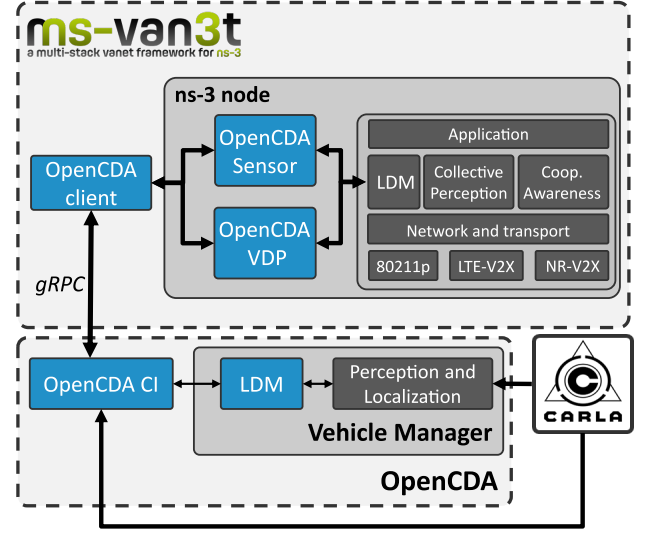 ms-van3t
a multi-stack vanet framework for ns-3
ns-3 node
OpenCDA
Sensor
Application
OpenCDA
client
LDM
Collective
Perception
Coop.
Awareness
OpenCDA
VDP
Network and transport
80211p
LTE-V2X
NR-V2X
gRPC
OpenCDA CI
LDM
Perception and
Localization
Vehicle Manager
OpenCDA
CARLA